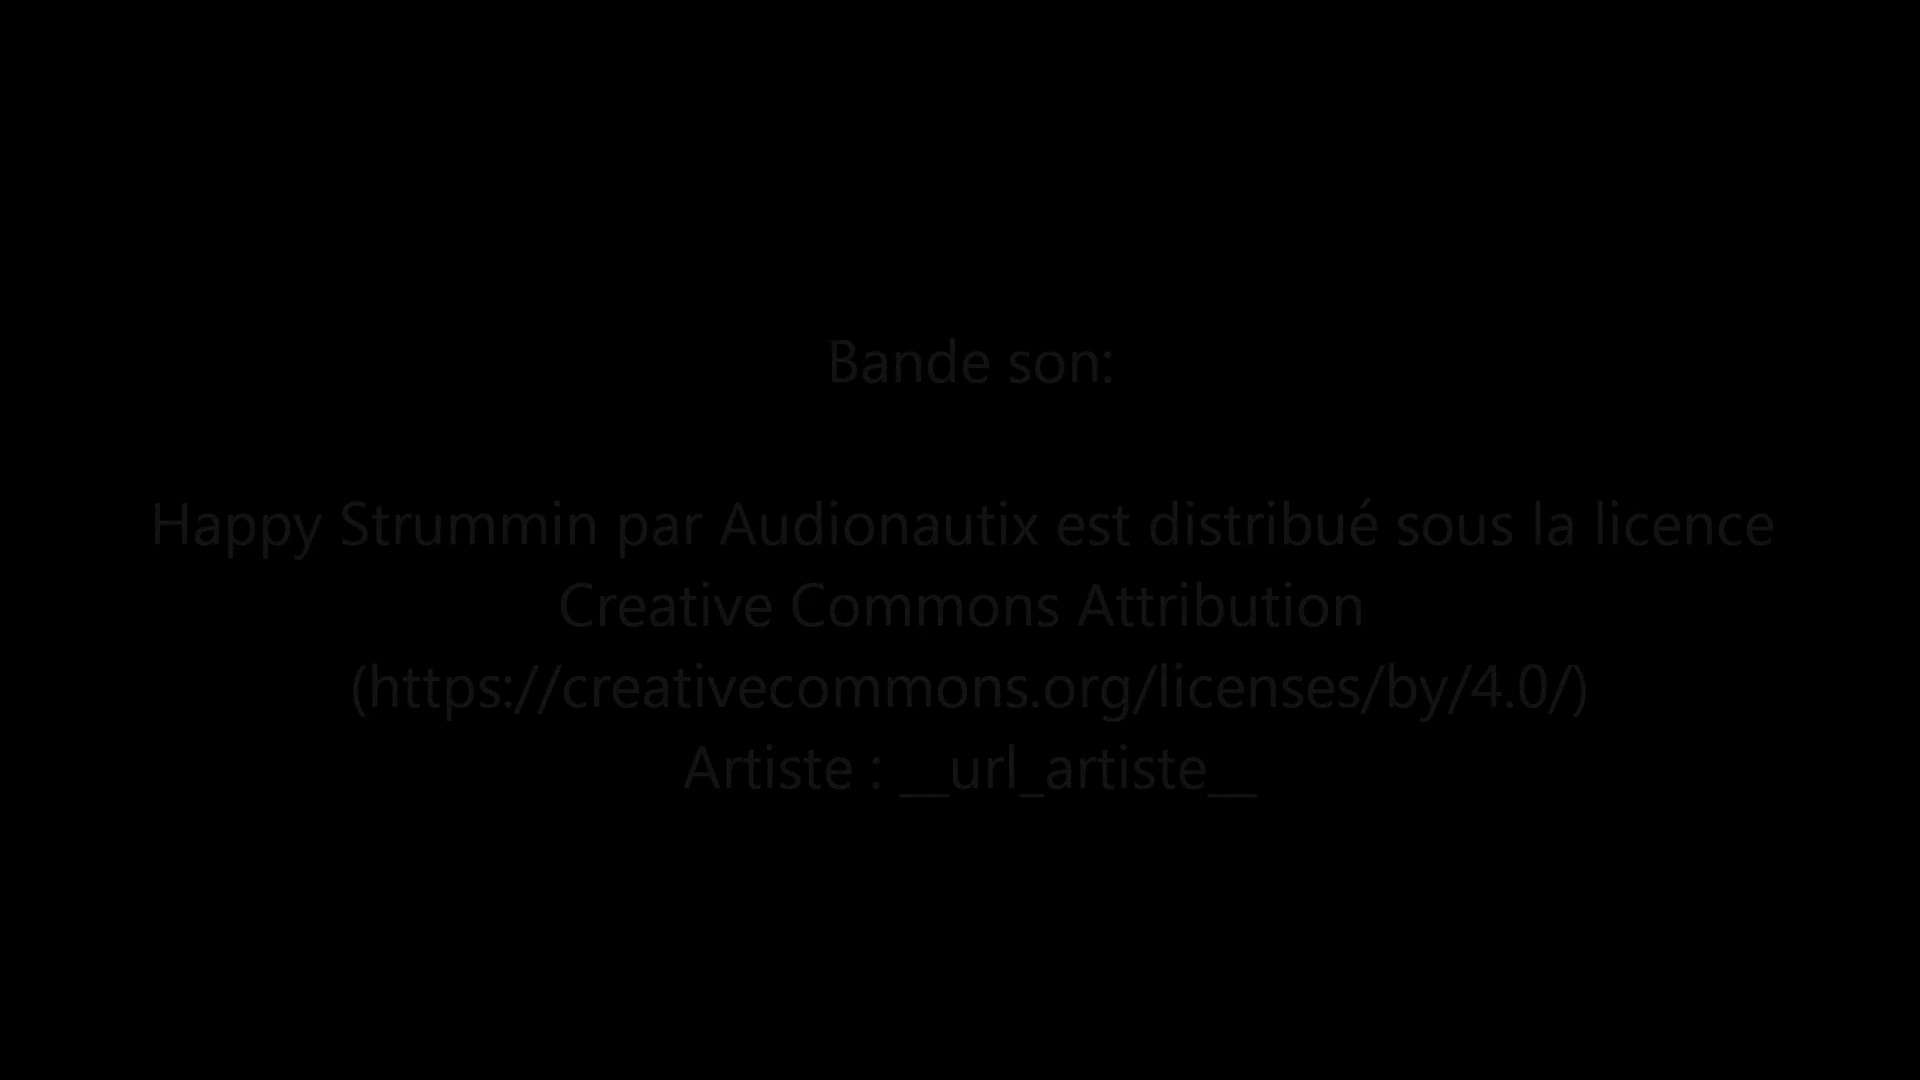 Bande son:
Happy Strummin par Audionautix est distribué sous la licence
Creative Commons Attribution
(https://creativecommons.org/licenses/by/4.0/)
Artiste : __url_artiste__